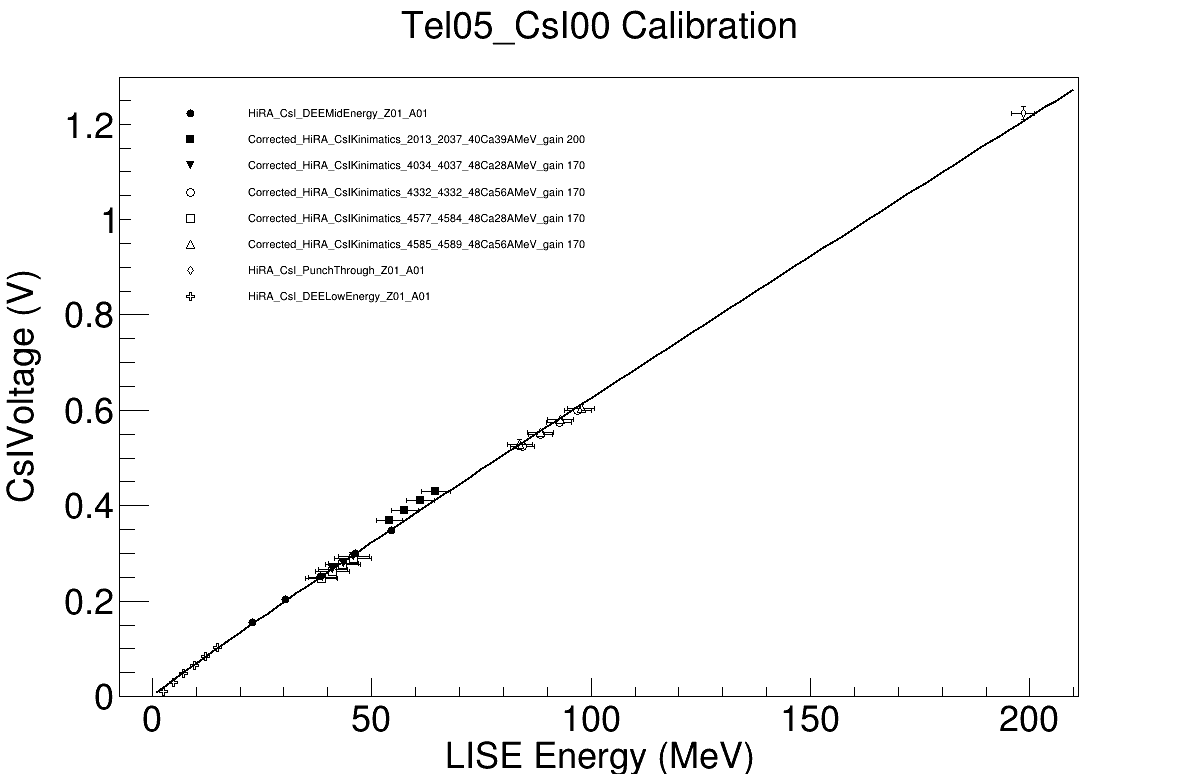 Tel05_CsI00 Calibration
HiRA_CsI_DEEMidEnergy_Z01_A01
Corrected_HiRA_CsIKinimatics_2013_2037_40Ca39AMeV_gain 200
Corrected_HiRA_CsIKinimatics_4034_4037_48Ca28AMeV_gain 170
Corrected_HiRA_CsIKinimatics_4332_4332_48Ca56AMeV_gain 170
Corrected_HiRA_CsIKinimatics_4577_4584_48Ca28AMeV_gain 170
Corrected_HiRA_CsIKinimatics_4585_4589_48Ca56AMeV_gain 170
HiRA_CsI_PunchThrough_Z01_A01
HiRA_CsI_DEELowEnergy_Z01_A01
CsIVoltage (V)
1.2
1
0.8
0.6
0.4
0.2
0
0 50 100 150 200
LISE Energy (MeV)